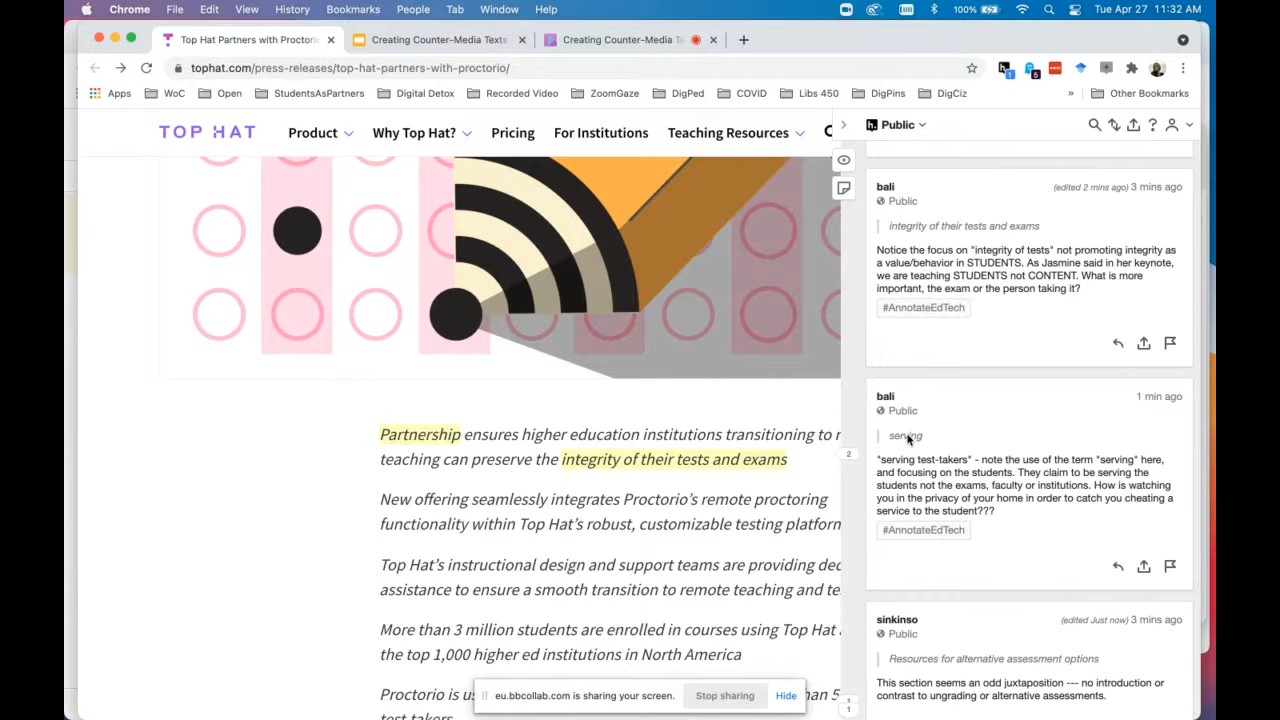 Chrome File Edit View History Bookmarks People Tab Window Help 100% Tue Apr 27 11:32 AM
Top Hat Partners with Proctorio Creating Counter-Media Texts Creating Counter-Media Te
tophat.com/press-releases/top-hat-partners-with-proctorio/ 1 5
Apps WoC Open StudentsAsPartners Digital Detox Recorded Video ZoomGaze DigPed COVID Libs 450 DigPins DigCiz » Other Bookmarks
TOP HAT Product Why Top Hat? Pricing For Institutions Teaching Resources
Partnership ensures higher education institutions transitioning to r
teaching can preserve the integrity of their tests and exams
New offering seamlessly integrates Proctorio’s remote proctoring
functionality within Top Hat’s robust, customizable testing platform
Top Hat’s instructional design and support teams are providing dec
assistance to ensure a smooth transition to remote teaching and te
More than 3 million students are enrolled in courses using Top Hat
the top 1,000 higher ed institutions in North America
Proctorio is us
han 5
test-takers
h. Public
bali (edited 2 mins ago) 3 mins ago
Public
integrity of their tests and exams
Notice the focus on "integrity of tests" not promoting integrity as
a value/behavior in STUDENTS. As Jasmine said in her keynote,
we are teaching STUDENTS not CONTENT. What is more
important, the exam or the person taking it?
#AnnotateEdTech
bali 1 min ago
Public
serving
"serving test-takers" - note the use of the term "serving" here,
and focusing on the students. They claim to be serving the
students not the exams, faculty or institutions. How is watching
you in the privacy of your home in order to catch you cheating a
service to the student???
#AnnotateEdTech
2
sinkinso (edited Just now) 3 mins ago
Public
Resources for alternative assessment options
This section seems an odd juxtaposition --- no introduction or
contrast to ungrading or alternative assessments.
1
eu.bbcollab.com is sharing your screen. Stop sharing Hide